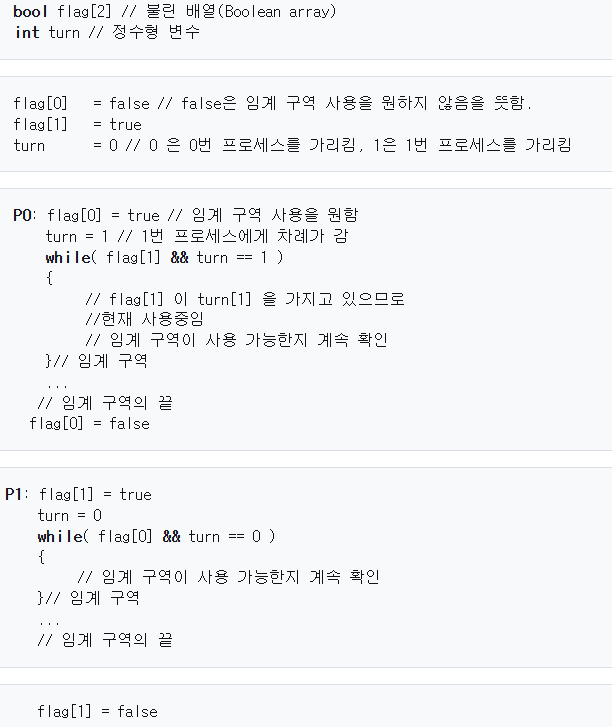 bool flag[2] // 불린 배열(Boolean array)
int turn // 정수형 변수
flag[0]   = false // false은 임계 구역 사용을 원하지 않음을 뜻함.
flag[1]   = true
turn      = 0 // 0 은 0번 프로세스를 가리킴, 1은 1번 프로세스를 가리킴
P0: flag[0] = true // 임계 구역 사용을 원함
turn = 1 // 1번 프로세스에게 차례가 감
while( flag[1] && turn == 1 )
{
// flag[1] 이 turn[1] 을 가지고 있으므로
//현재 사용중임
// 임계 구역이 사용 가능한지 계속 확인
}// 임계 구역
...
// 임계 구역의 끝
flag[0] = false
P1: flag[1] = true
turn = 0
while( flag[0] && turn == 0 )
{
// 임계 구역이 사용 가능한지 계속 확인
}// 임계 구역
...
// 임계 구역의 끝
flag[1] = false